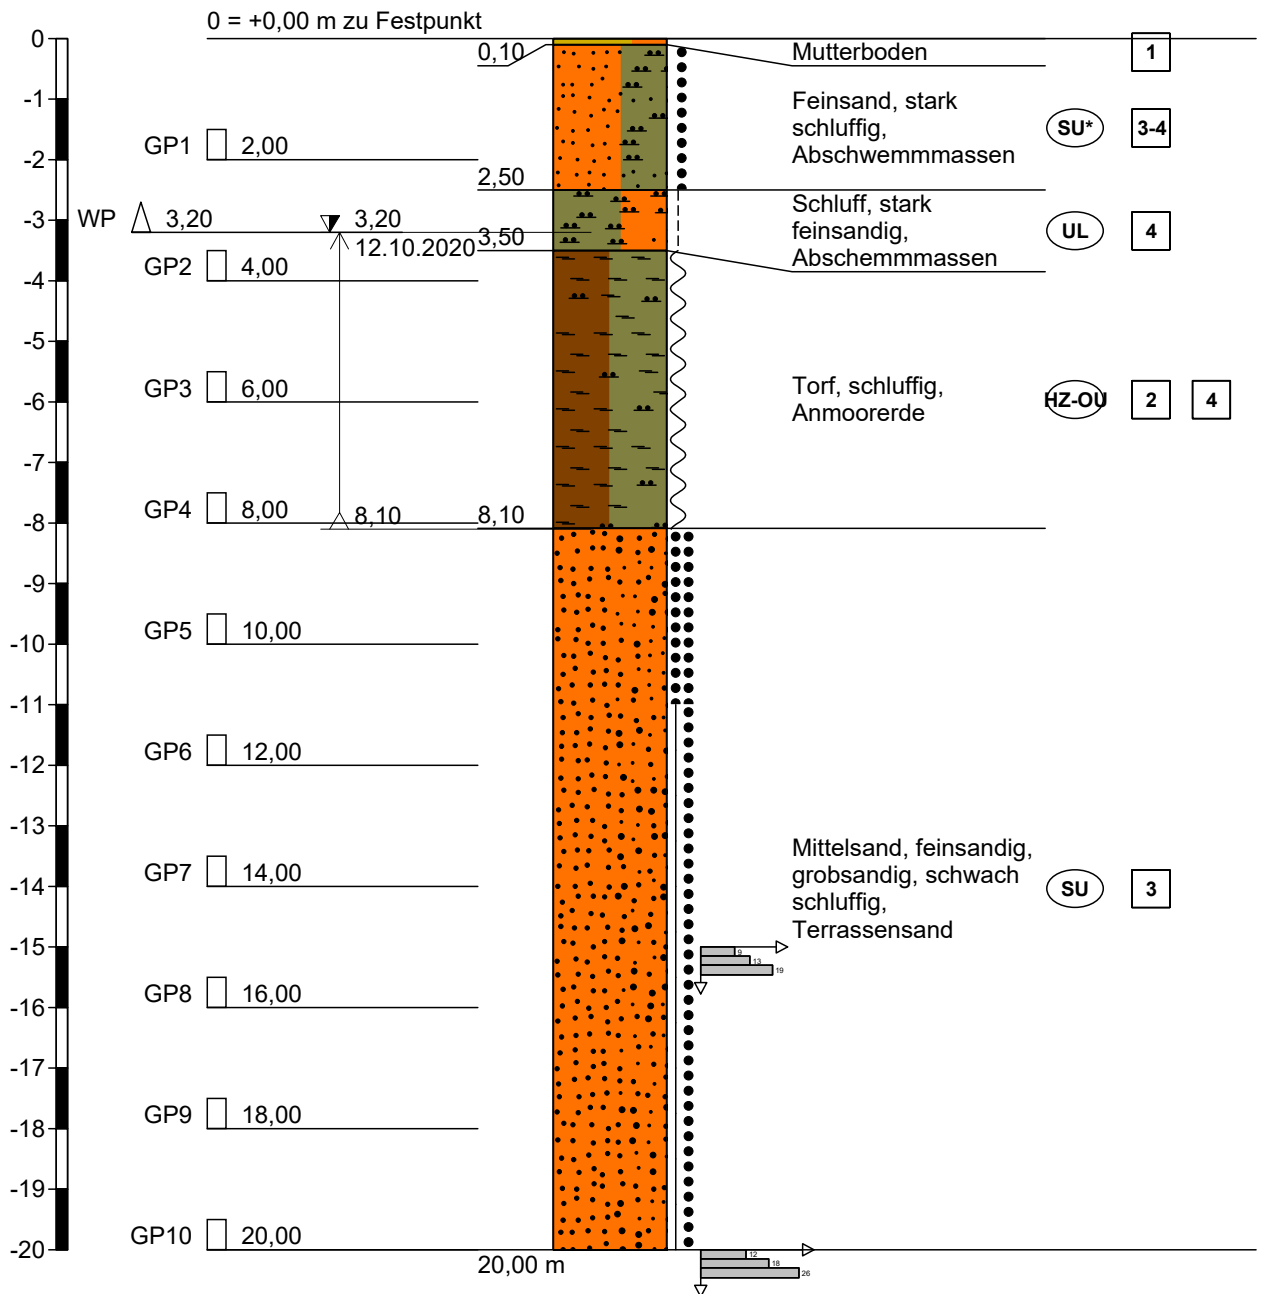 0 = +0,00 m zu Festpunkt
0
0,10
Mutterboden
1
-1
Feinsand, stark
schluffig,
Abschwemmmassen
SU*
3-4
GP1
2,00
-2
2,50
WP
3,20
3,20
12.10.2020
-3
3,50
Schluff, stark
feinsandig,
Abschemmmassen
UL
4
GP2
4,00
-4
-5
GP3
6,00
-6
Torf, schluffig,
Anmoorerde
HZ-OU
2
4
-7
GP4
8,00
8,10
8,10
-8
-9
GP5
10,00
-10
-11
GP6
12,00
-12
-13
GP7
14,00
-14
Mittelsand, feinsandig,
grobsandig, schwach
schluffig,
Terrassensand
SU
3
-15
9
13
19
GP8
16,00
-16
-17
GP9
18,00
-18
-19
GP10
20,00
-20
20,00 m
12
18
26